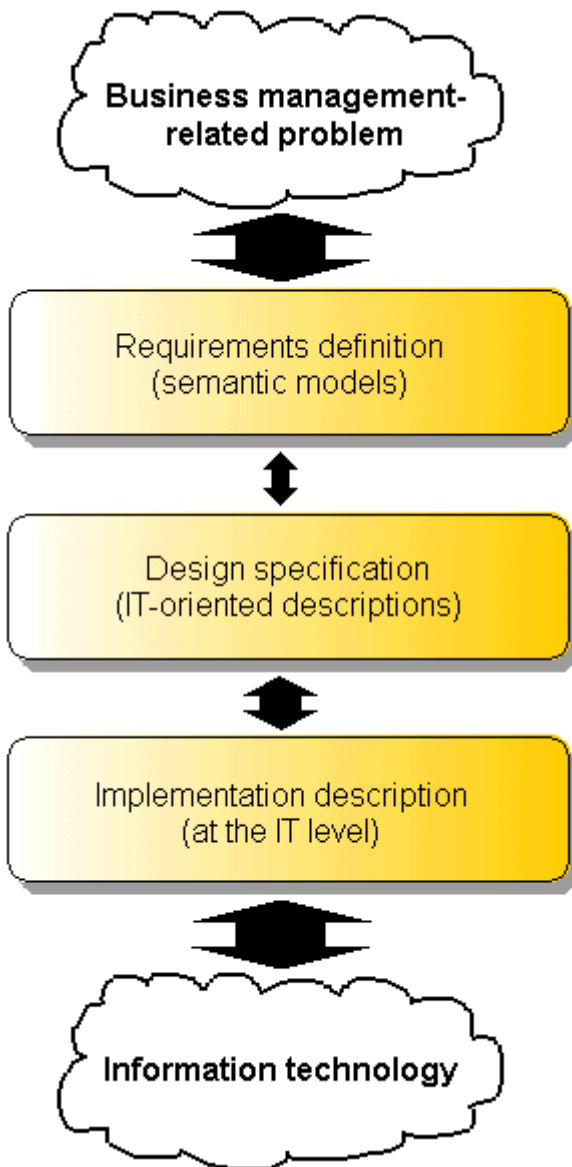 Business management-
related problem
Requirements definition
(semantic models)
Design specification
(IT-oriented descriptions)
Implementation description
(at the IT level)
Information technology